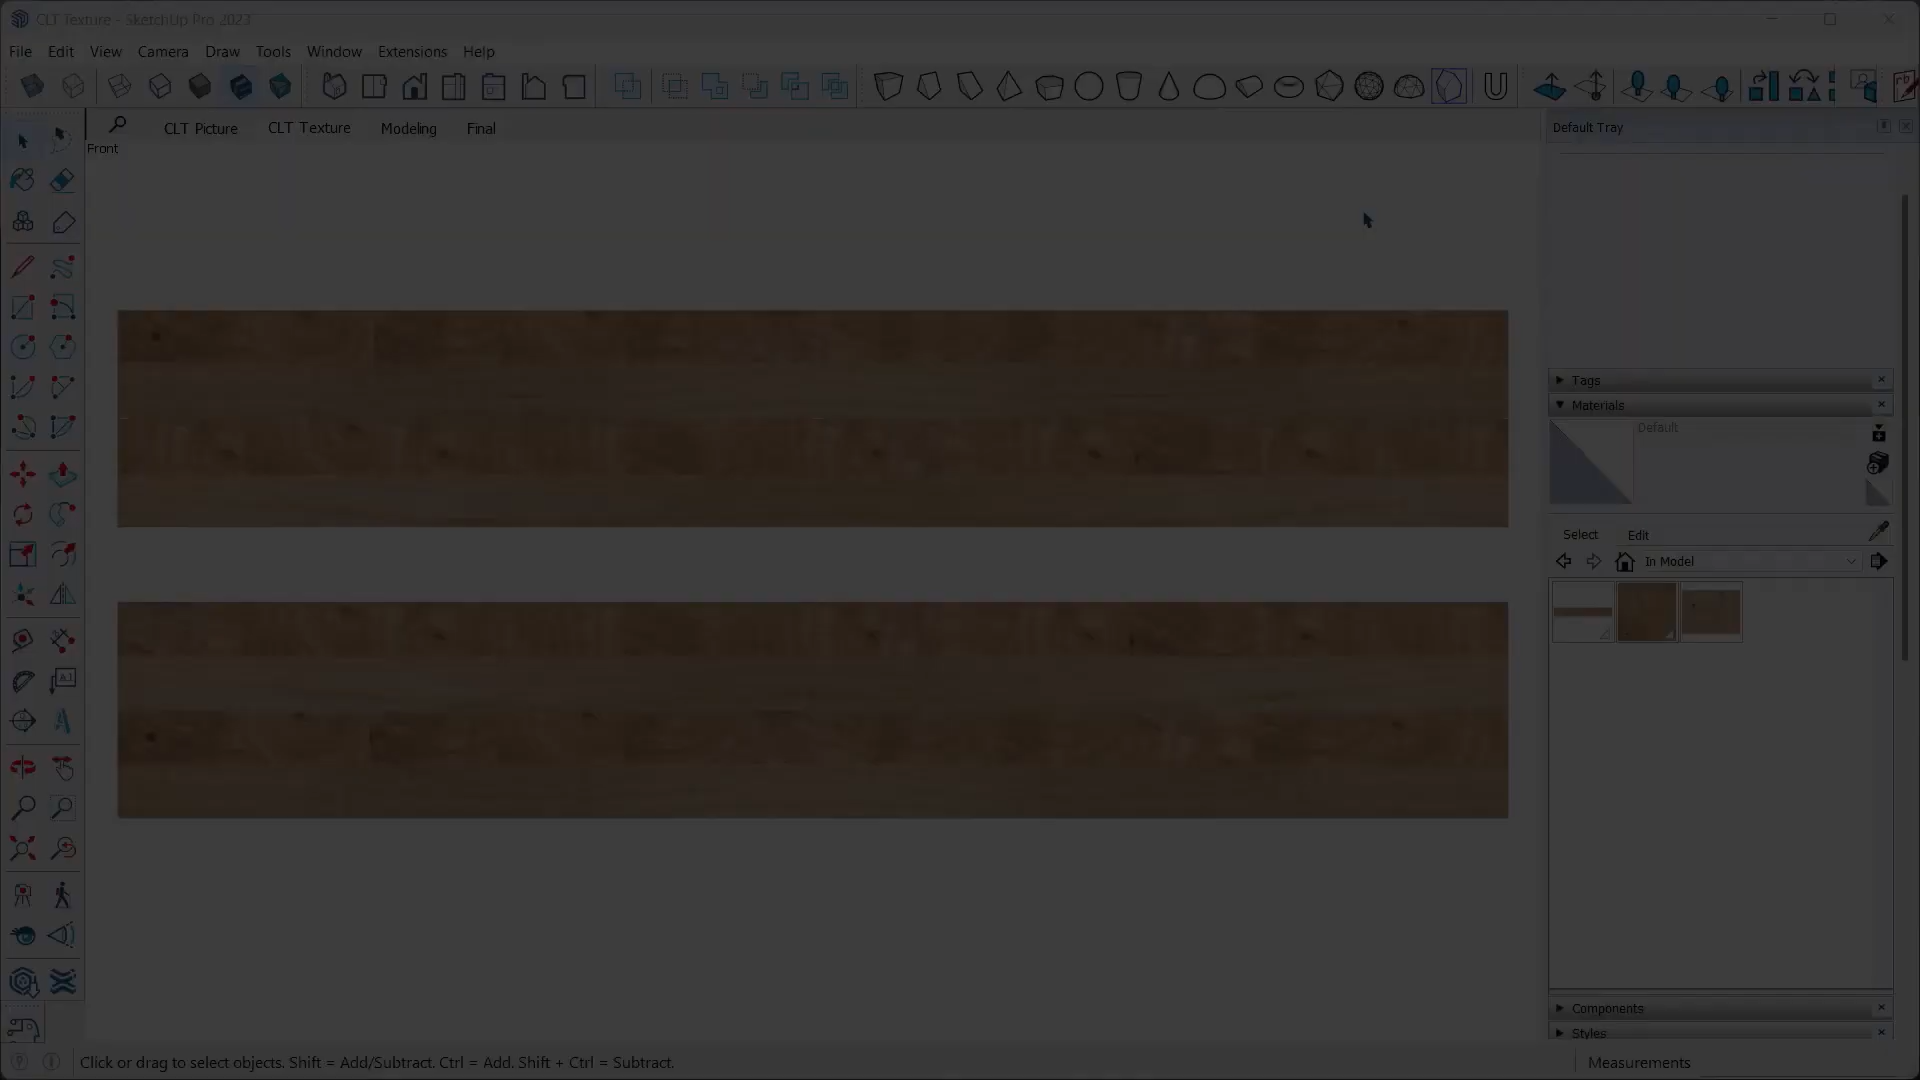 CLT Texture - SketchUp Pro 2023
File Edit View Camera Draw Tools Window Extensions Help
CLT Picture CLT Texture Modeling Final
Default Tray
Front
Tags
Materials
Default
Select Edit
In Model
Components
Styles
Click or drag to select objects. Shift = Add/Subtract. Ctrl = Add. Shift + Ctrl = Subtract.
Measurements